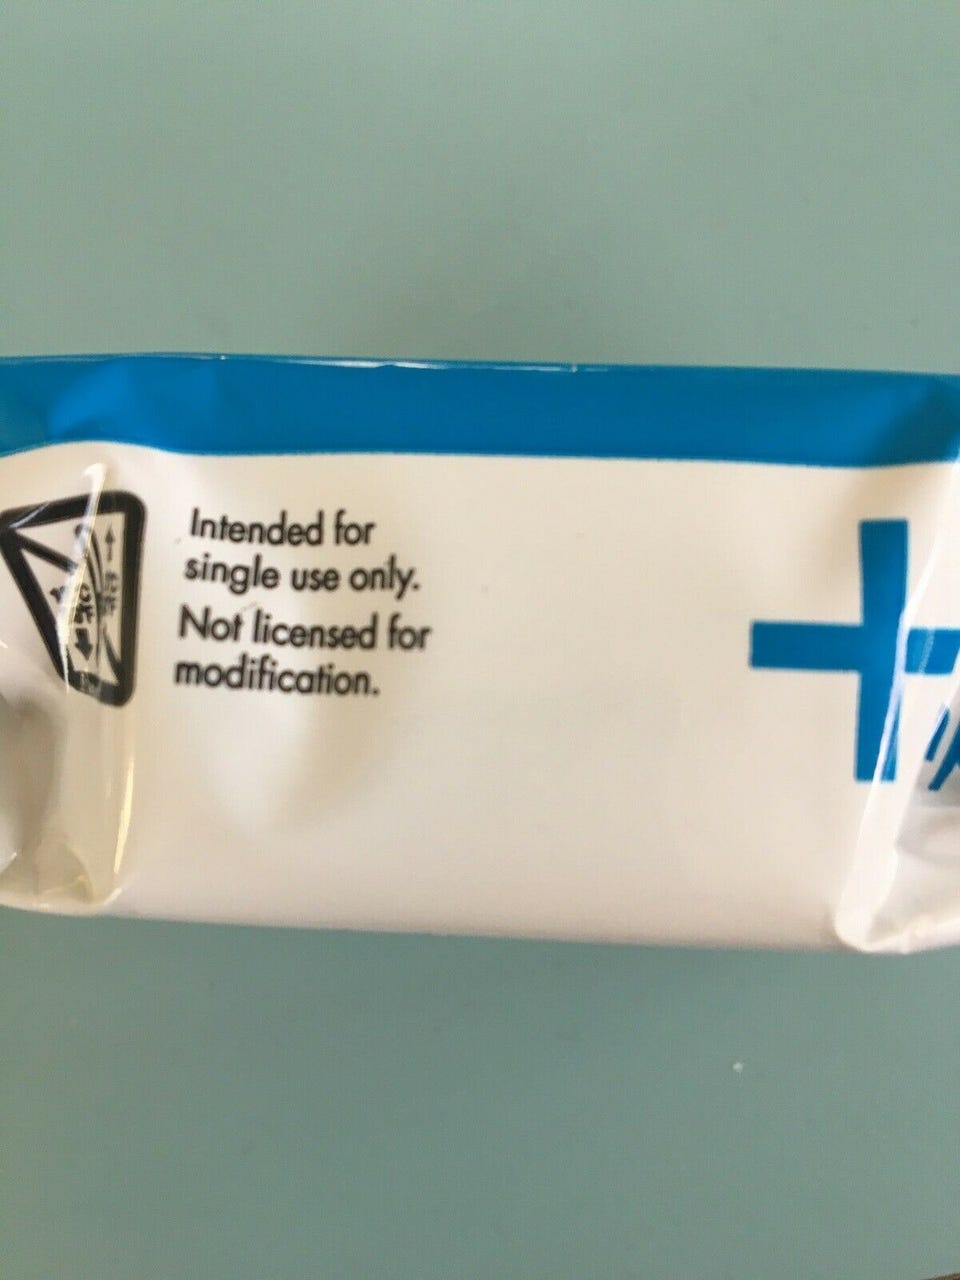 Intended for
single use only.
Not licensed for
modification.